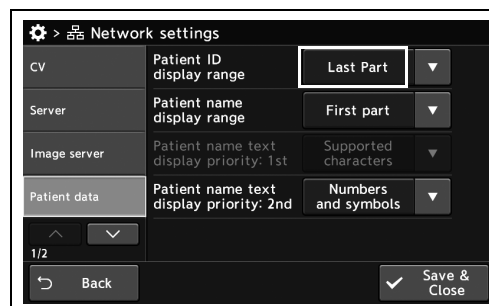 > Network settings
CV
Server
Image server
Patient data
1/2
Patient ID
display range
Last Part
Patient name
display range
First part
Patient name text
display priority: 1st
Supported
characters
Patient name text
display priority: 2nd
Numbers
and symbols
Back
Save &
Close